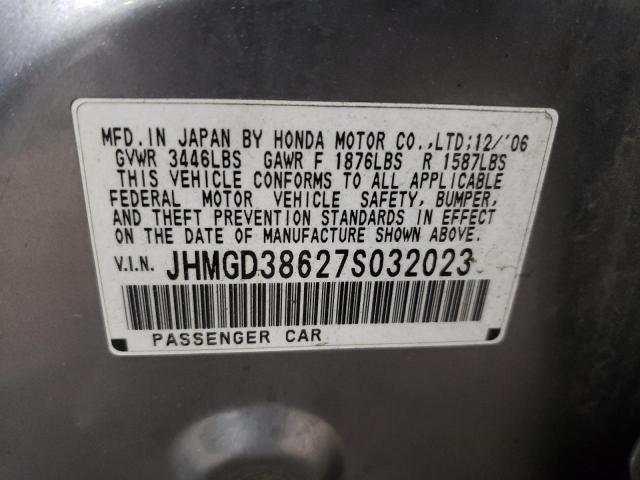 MFD. IN JAPAN BY HONDA MOTOR CO.,LTD; 12/'06
GVWR 3446LBS GAWR F 1876LBS R 1587LBS
THIS VEHICLE CONFORMS TO ALL APPLICABLE
FEDERAL MOTOR VEHICLE SAFETY, BUMPER,
AND THEFT PREVENTION STANDARDS IN EFFECT
ON THE DATE OF MANUFACTURE SHOWN ABOVE.
V.I.N. JHMGD38627S032023
PASSENGER CAR